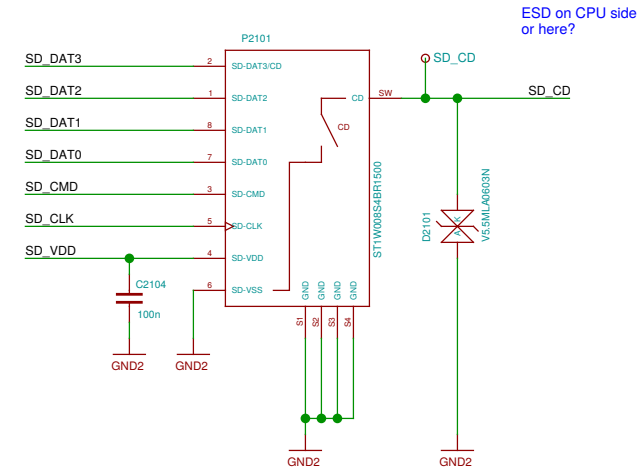 ESD on CPU side
or here?
P2101
SD_DAT3 2 SD-DAT3/CD
SD_CD
SD_DAT2 1 SD-DAT2 CD SW SD_CD
SD_DAT1 8 SD-DAT1 CD
SD_DAT0 7 SD-DAT0
SD_CMD 3 SD-CMD
SD_CLK 5 SD-CLK
SD_VDD 4 SD-VDD
6 SD-VSS
ST1W008S4BR1500
D2101
A K
V5.5MLA0603N
C2104
100n
GND GND GND GND
S1 S2 S3 S4
GND2 GND2
GND2 GND2